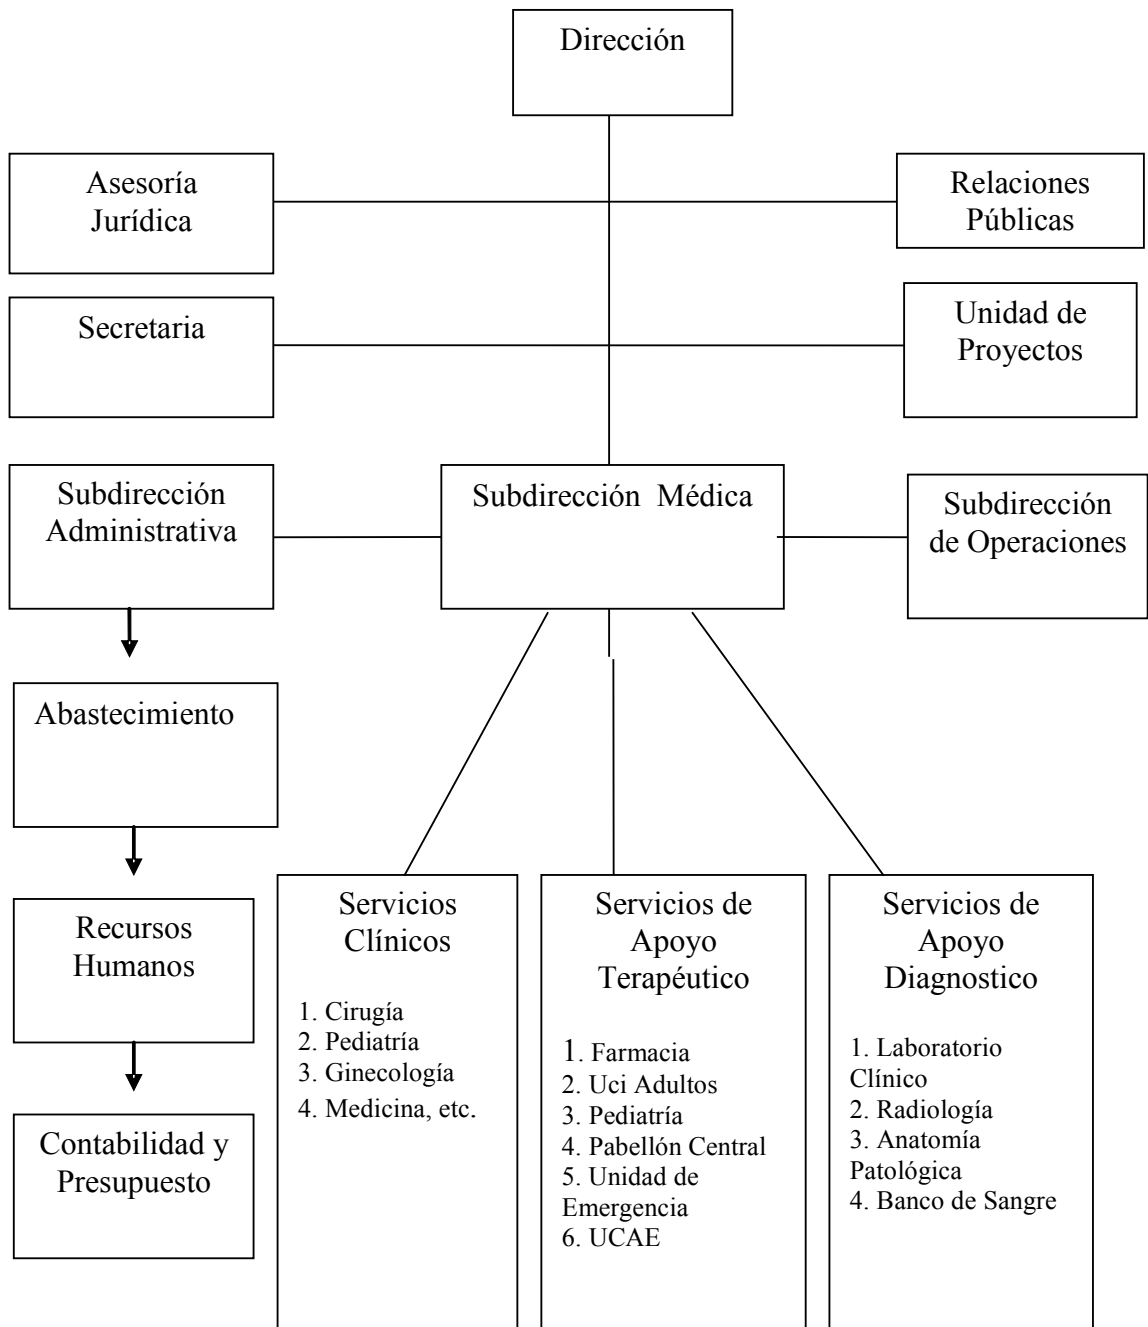 Dirección
Asesoría
Jurídica
Relaciones
Públicas
Secretaria
Unidad de
Proyectos
Subdirección
Administrativa
Subdirección Médica
Subdirección
de Operaciones
Abastecimiento
Recursos
Humanos
Contabilidad y
Presupuesto
Servicios
Clínicos
1. Cirugía
2. Pediatría
3. Ginecología
4. Medicina, etc.
Servicios de
Apoyo
Terapéutico
1. Farmacia
2. Uci Adultos
3. Pediatría
4. Pabellón Central
5. Unidad de
Emergencia
6. UCAE
Servicios de
Apoyo
Diagnostico
1. Laboratorio
Clínico
2. Radiología
3. Anatomía
Patológica
4. Banco de Sangre